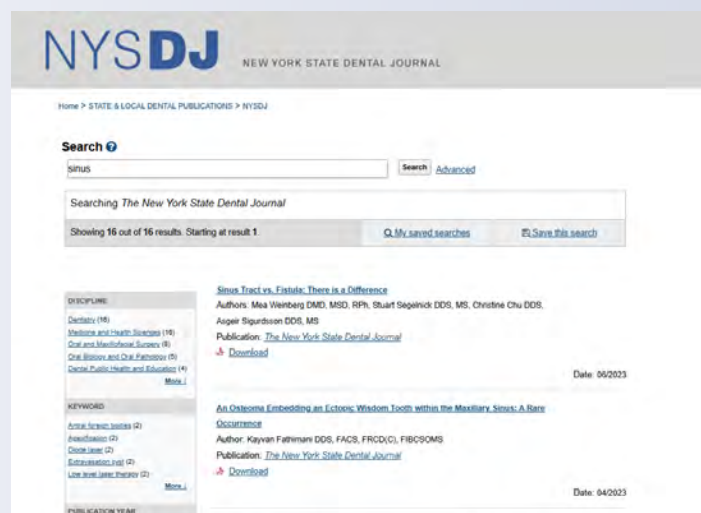 NYSDJ NEW YORK STATE DENTAL JOURNAL
Home > STATE & LOCAL DENTAL PUBLICATIONS > NYSDJ
Search ?
sinus
Search Advanced
Searching The New York State Dental Journal
Showing 16 out of 16 results. Starting at result 1.
My saved searches
Save this search
DISCIPLINE
Dentistry (16)
Medicine and Health Sciences (16)
Oral and Maxillofacial Surgery (8)
Oral Biology and Oral Pathology (5)
Dental Public Health and Education (4)
More ↓
KEYWORD
Antral foreign bodies (2)
Apexification (2)
Diode laser (2)
Extravasation cyst (2)
Low level laser therapy (2)
More ↓
PUBLICATION YEAR
Sinus Tract vs. Fistula: There is a Difference
Authors: Mea Weinberg DMD, MSD, RPh, Stuart Segelnick DDS, MS, Christine Chu DDS,
Asgeir Sigurdsson DDS, MS
Publication: The New York State Dental Journal
Download
Date: 06/2023
An Osteoma Embedding an Ectopic Wisdom Tooth within the Maxillary Sinus: A Rare
Occurrence
Author: Kayvan Fathimani DDS, FACS, FRCD(C), FIBCSOMS
Publication: The New York State Dental Journal
Download
Date: 04/2023